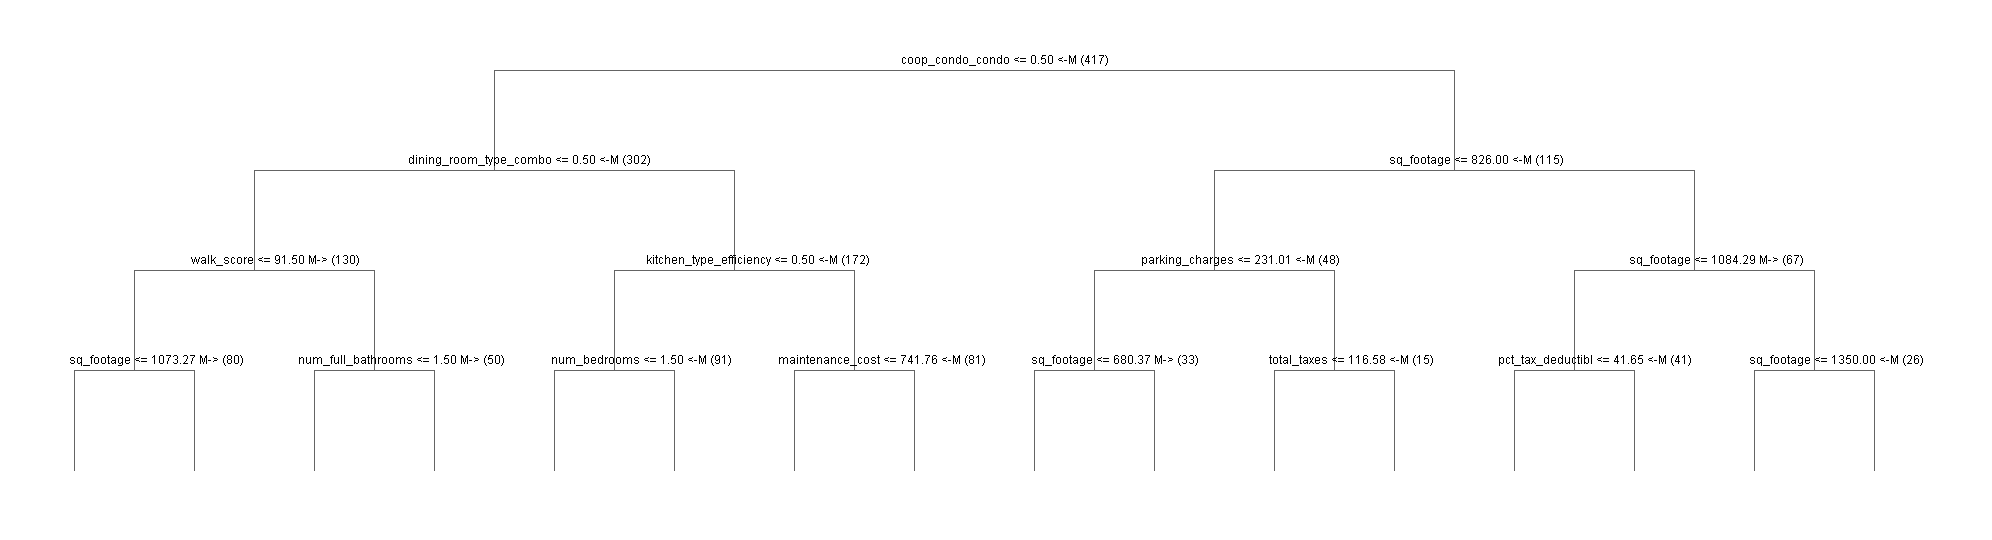 coop_condo_condo <= 0.50 <-M (417)
dining_room_type_combo <= 0.50 <-M (302)
sq_footage <= 826.00 <-M (115)
walk_score <= 91.50 M-> (130)
kitchen_type_efficiency <= 0.50 <-M (172)
parking_charges <= 231.01 <-M (48)
sq_footage <= 1084.29 M-> (67)
sq_footage <= 1073.27 M-> (80)
num_full_bathrooms <= 1.50 M-> (50)
num_bedrooms <= 1.50 <-M (91)
maintenance_cost <= 741.76 <-M (81)
sq_footage <= 680.37 M-> (33)
total_taxes <= 116.58 <-M (15)
pct_tax_deductibl <= 41.65 <-M (41)
sq_footage <= 1350.00 <-M (26)